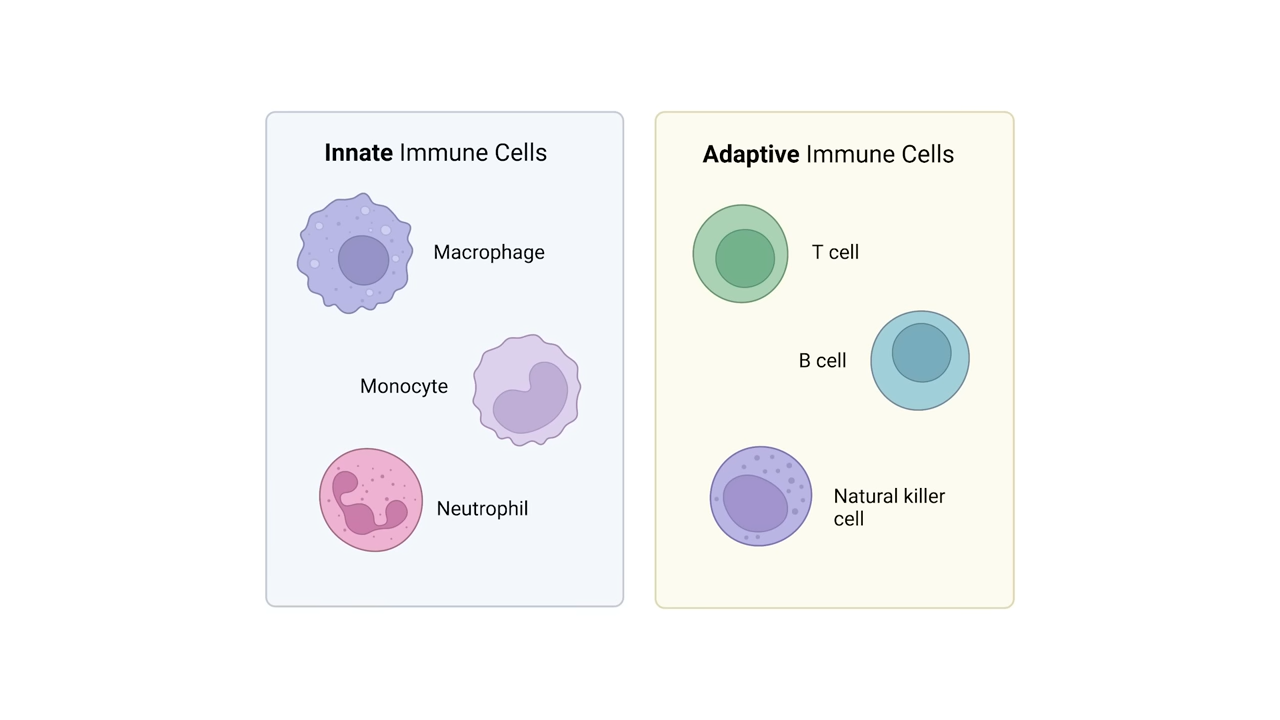 Innate Immune Cells
Macrophage
Monocyte
Neutrophil
Adaptive Immune Cells
T cell
B cell
Natural killer
cell